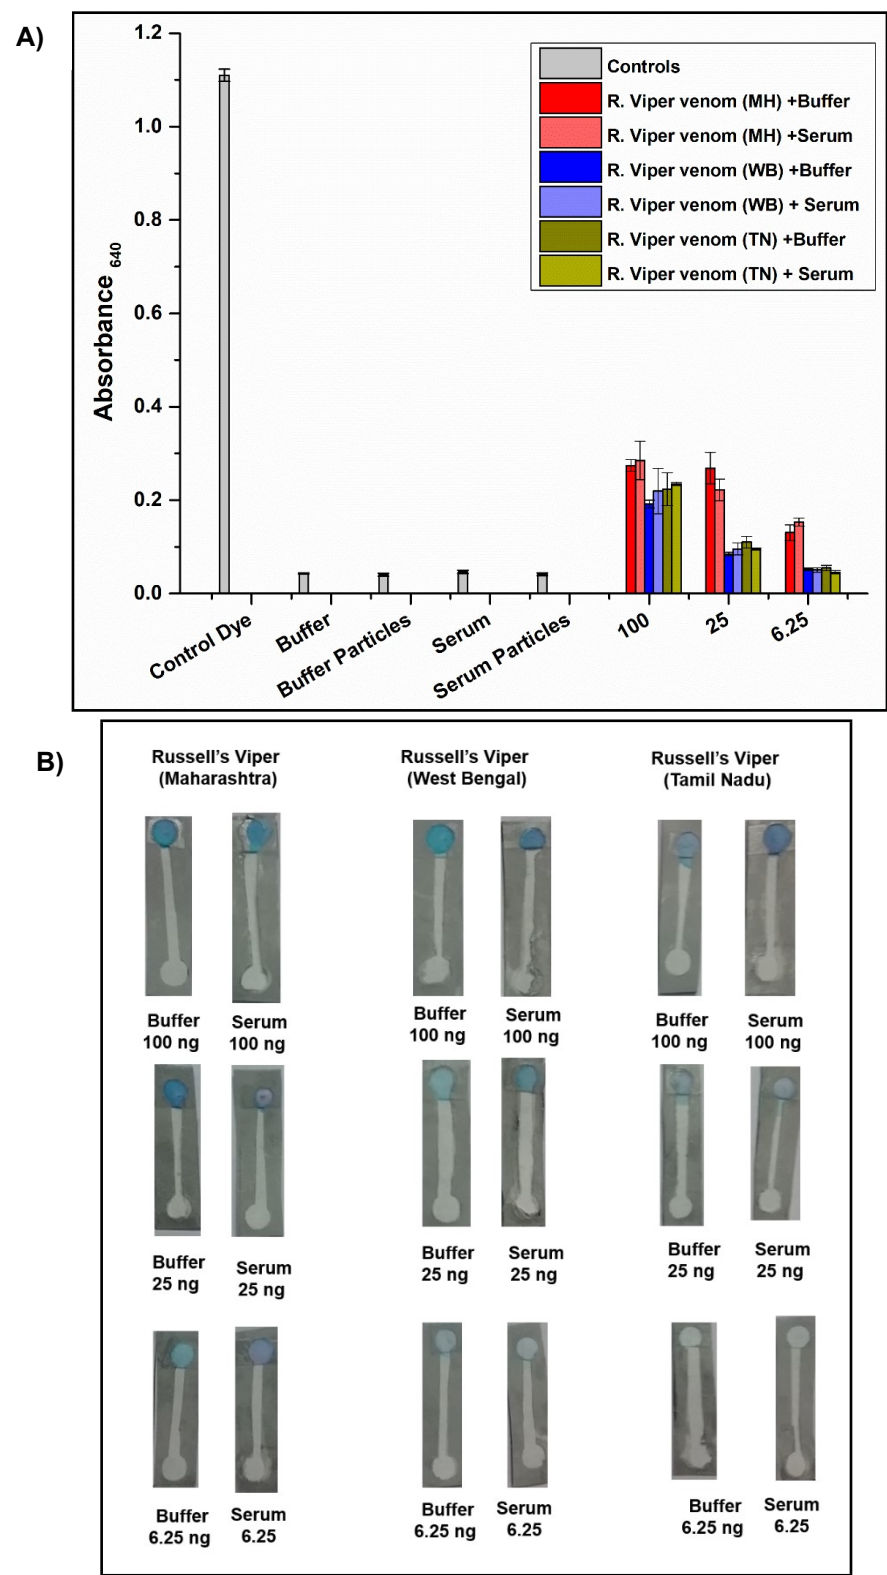 A)
1.2
1.0
0.8
0.6
0.4
0.2
0.0
Absorbance 640
Controls
R. Viper venom (MH) +Buffer
R. Viper venom (MH) +Serum
R. Viper venom (WB) +Buffer
R. Viper venom (WB) + Serum
R. Viper venom (TN) +Buffer
R. Viper venom (TN) + Serum
Control Dye
Buffer
Buffer Particles
Serum
Serum Particles
100
25
6.25
B)
Russell's Viper
(Maharashtra)
Russell's Viper
(West Bengal)
Russell's Viper
(Tamil Nadu)
Buffer
100 ng
Serum
100 ng
Buffer
100 ng
Serum
100 ng
Buffer
100 ng
Serum
100 ng
Buffer
25 ng
Serum
25 ng
Buffer
25 ng
Serum
25 ng
Buffer
25 ng
Serum
25 ng
Buffer
6.25 ng
Serum
6.25
Buffer
6.25 ng
Serum
6.25
Buffer
6.25 ng
Serum
6.25